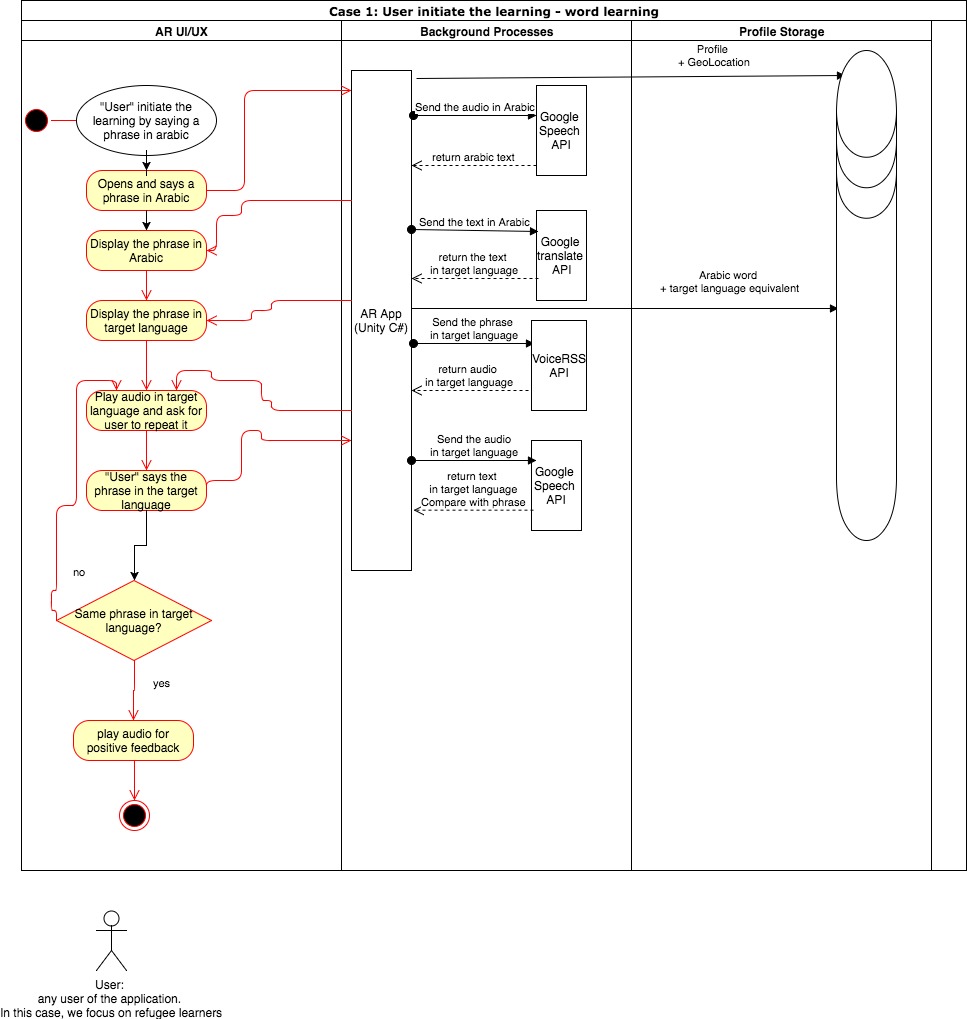 Case 1: User initiate the learning - word learning
AR UI/UX
Background Processes
Profile Storage
"User" initiate the
learning by saying a
phrase in arabic
Opens and says a
phrase in Arabic
Display the phrase in
Arabic
Display the phrase in
target language
Play audio in target
language and ask for
user to repeat it
"User" says the
phrase in the target
language
no
Same phrase in target
language?
yes
play audio for
positive feedback
AR App
(Unity C#)
Send the audio in Arabic
return arabic text
Google
Speech
API
Send the text in Arabic
return the text
in target language
Google
translate
API
Send the phrase
in target language
return audio
in target language
VoiceRSS
API
Send the audio
in target language
return text
in target language
Compare with phrase
Google
Speech
API
Profile
+ GeoLocation
Arabic word
+ target language equivalent
User:
any user of the application.
In this case, we focus on refugee learners